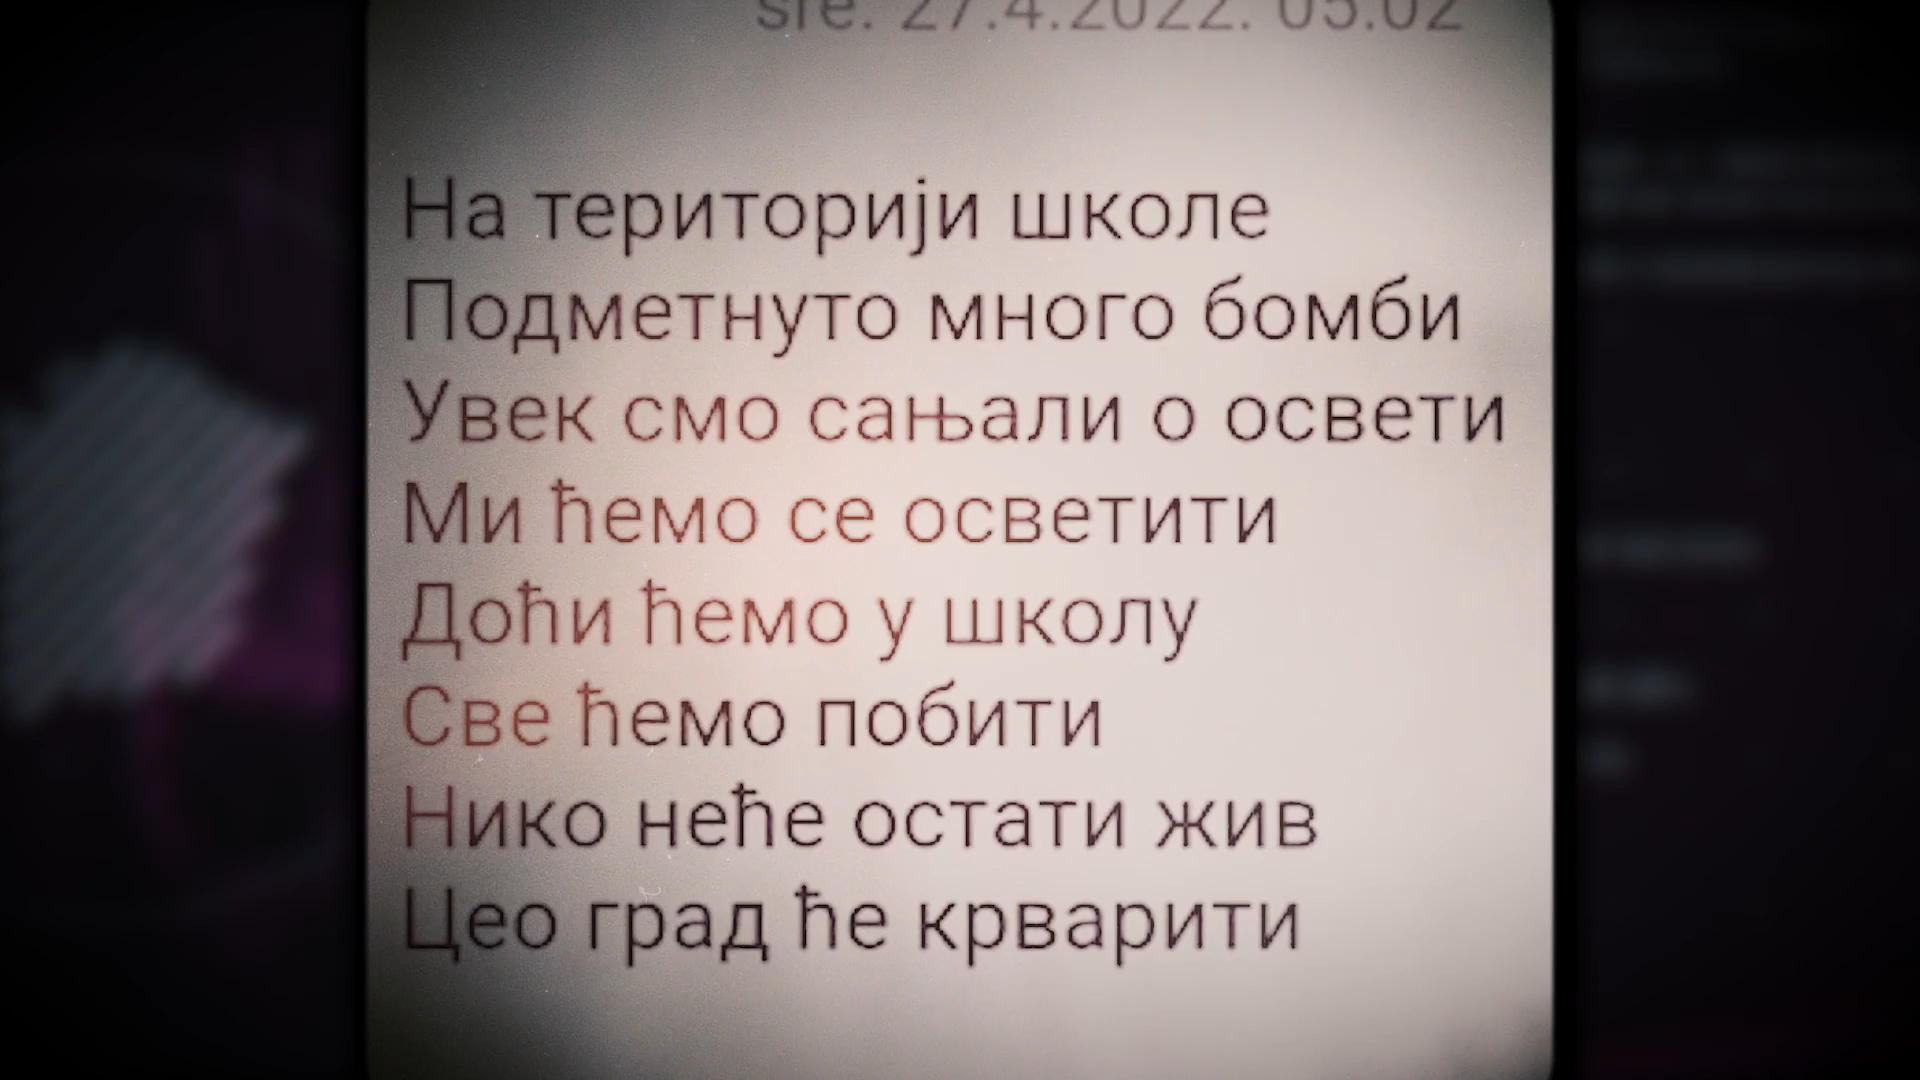 sre. 27.4.2022. 05.02
На територији школе
Подметнуто много бомби
Увек смо сањали о освети
Ми ћемо се осветити
Доћи ћемо у школу
Све ћемо побити
Нико неће остати жив
Цео град ће крварити